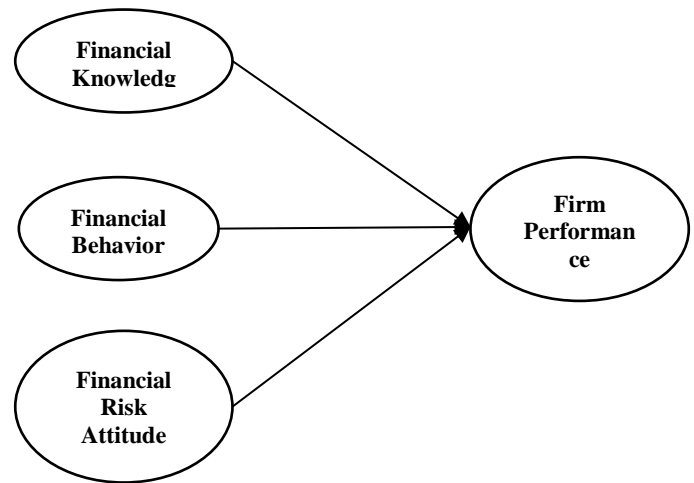 Financial
Knowledg
Financial
Behavior
Firm
Performan
ce
Financial
Risk
Attitude